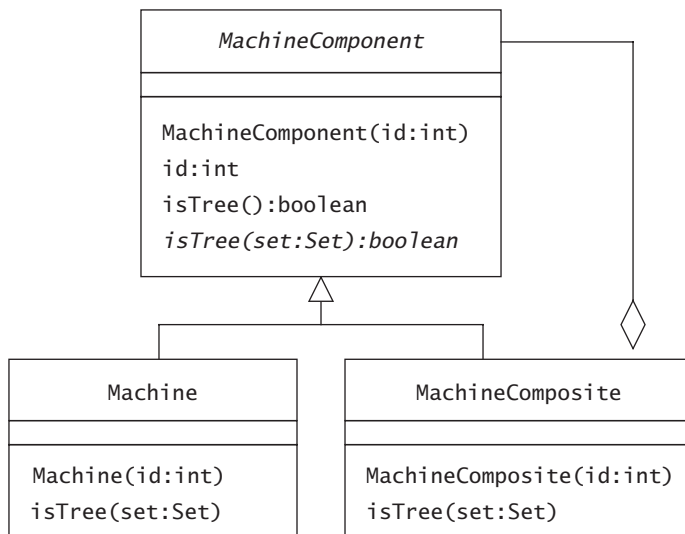 MachineComponent
MachineComponent(id:int)
id:int
isTree():boolean
isTree(set:Set):boolean
Machine
Machine(id:int)
isTree(set:Set)
MachineComposite
MachineComposite(id:int)
isTree(set:Set)